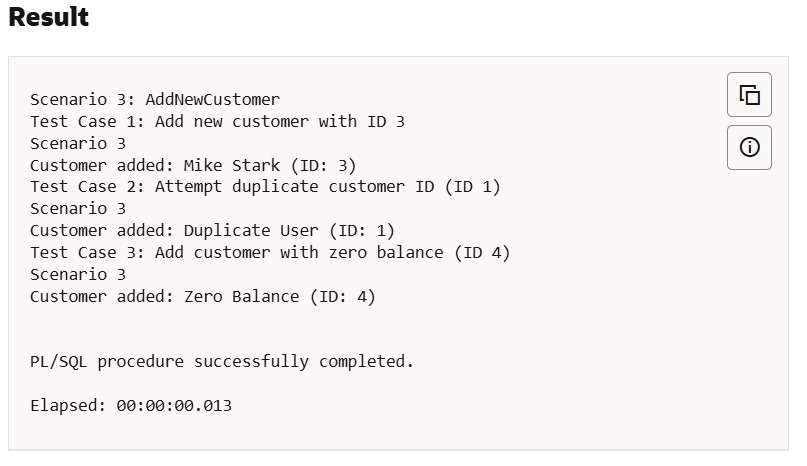 Result
Scenario 3: AddNewCustomer
Test Case 1: Add new customer with ID 3
Scenario 3
Customer added: Mike Stark (ID: 3)
Test Case 2: Attempt duplicate customer ID (ID 1)
Scenario 3
Customer added: Duplicate User (ID: 1)
Test Case 3: Add customer with zero balance (ID 4)
Scenario 3
Customer added: Zero Balance (ID: 4)
PL/SQL procedure successfully completed.
Elapsed: 00:00:00.013